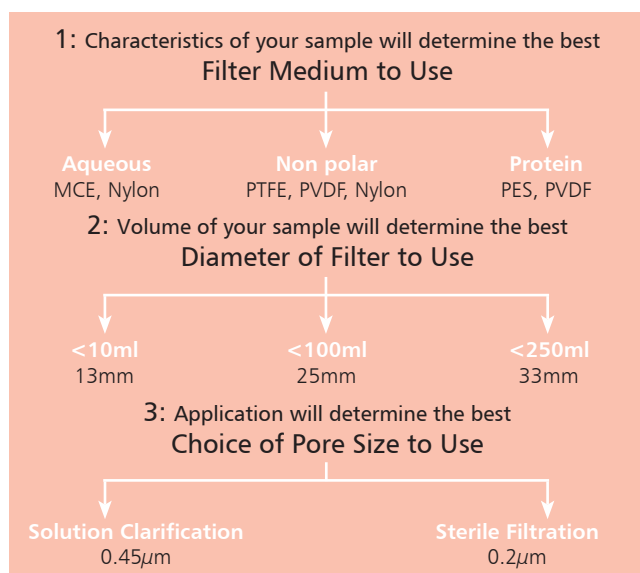 1: Characteristics of your sample will determine the best
Filter Medium to Use
Aqueous Non polar Protein
MCE, Nylon PTFE, PVDF, Nylon PES, PVDF
2: Volume of your sample will determine the best
Diameter of Filter to Use
<10ml <100ml <250ml
13mm 25mm 33mm
3: Application will determine the best
Choice of Pore Size to Use
Solution Clarification Sterile Filtration
0.45μm 0.2μm